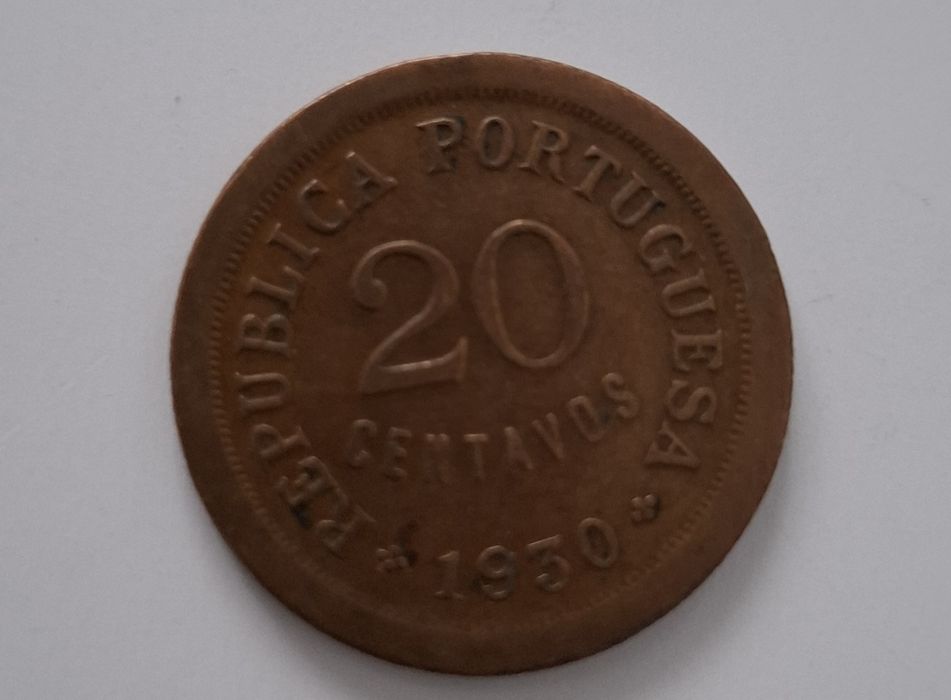 REPUBLICA PORTUGUESA
20
CENTAVOS
1930